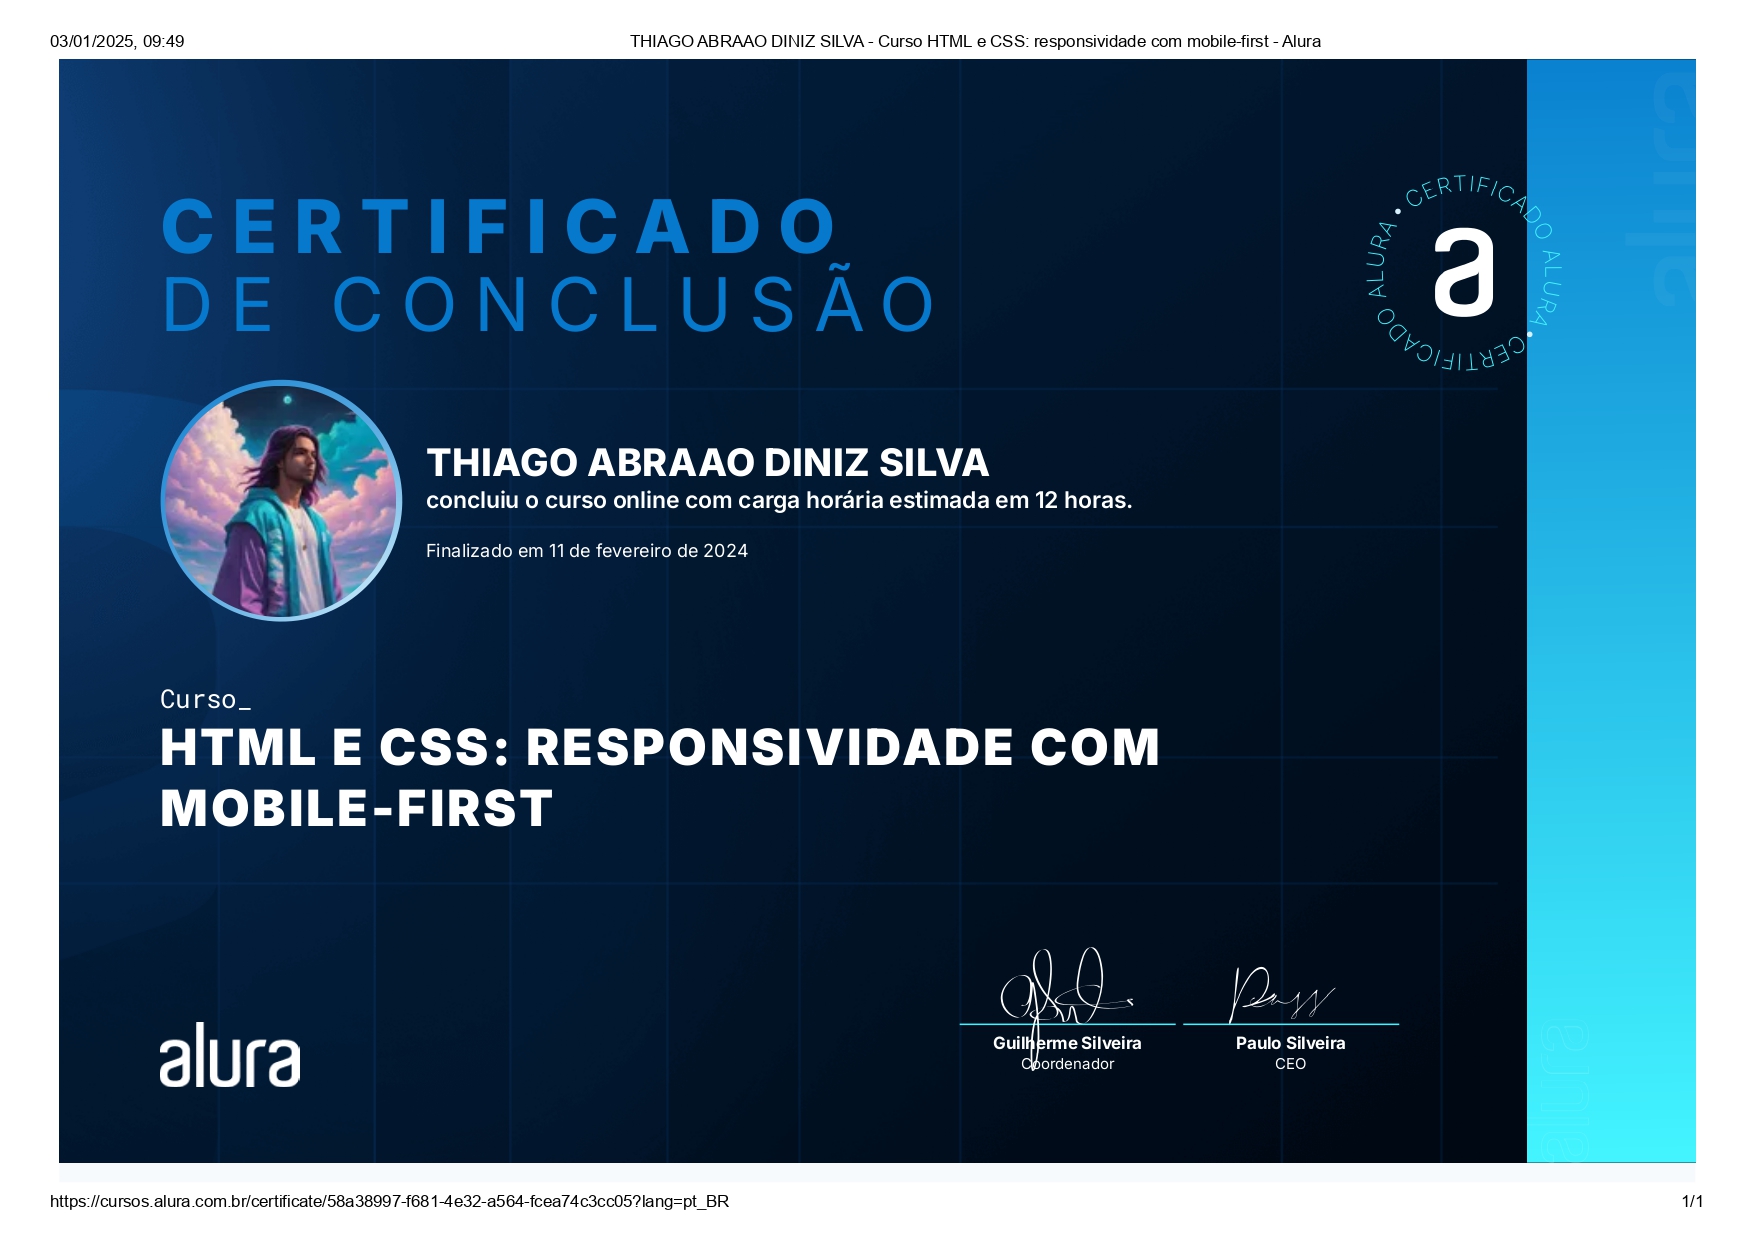 03/01/2025, 09:49
THIAGO ABRAAO DINIZ SILVA - Curso HTML e CSS: responsividade com mobile-first - Alura
CERTIFICADO
DE CONCLUSÃO
CERTIFICADO ALURA • CERTIFICADO ALURA •
a
alura
THIAGO ABRAAO DINIZ SILVA
concluiu o curso online com carga horária estimada em 12 horas.
Finalizado em 11 de fevereiro de 2024
Curso_
HTML E CSS: RESPONSIVIDADE COM
MOBILE-FIRST
alura
Guilherme Silveira
Coordenador
Paulo Silveira
CEO
alura
https://cursos.alura.com.br/certificate/58a38997-f681-4e32-a564-fcea74c3cc05?lang=pt_BR
1/1